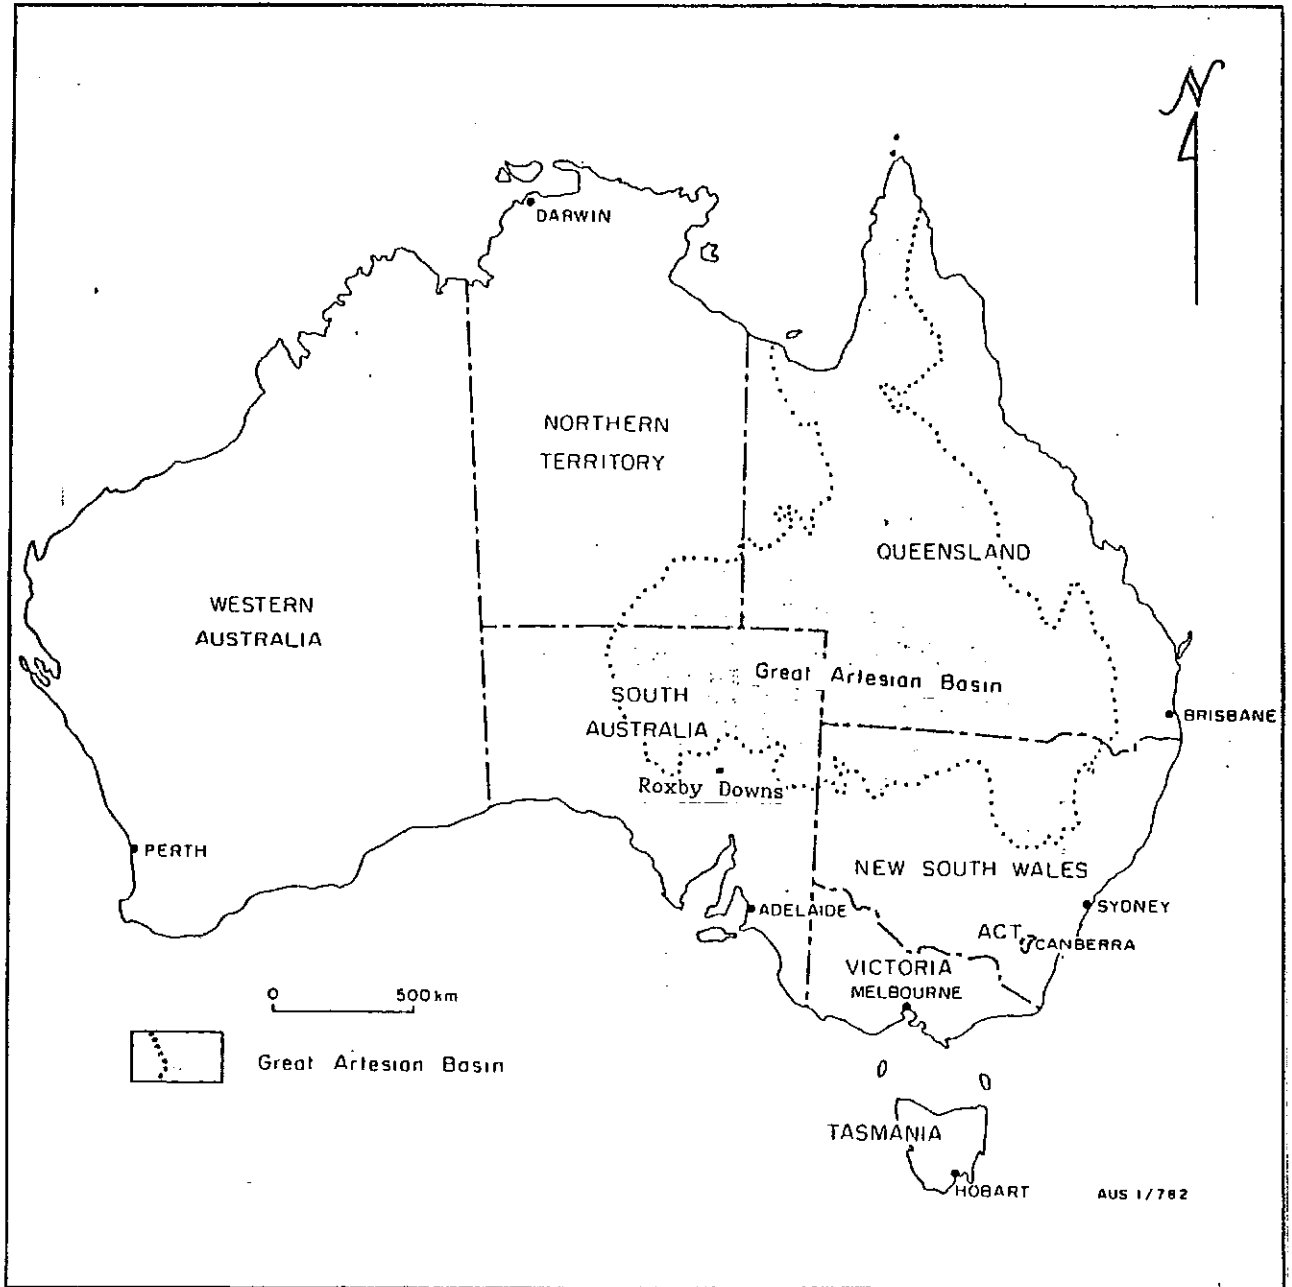 N
DARWIN
NORTHERN
TERRITORY
QUEENSLAND
WESTERN
AUSTRALIA
Great Artesian Basin
SOUTH
AUSTRALIA
BRISBANE
Roxby Downs
PERTH
NEW SOUTH WALES
ADELAIDE
SYDNEY
ACT
CANBERRA
VICTORIA
MELBOURNE
0 500km
Great Artesian Basin
TASMANIA
HOBART
AUS 1/782